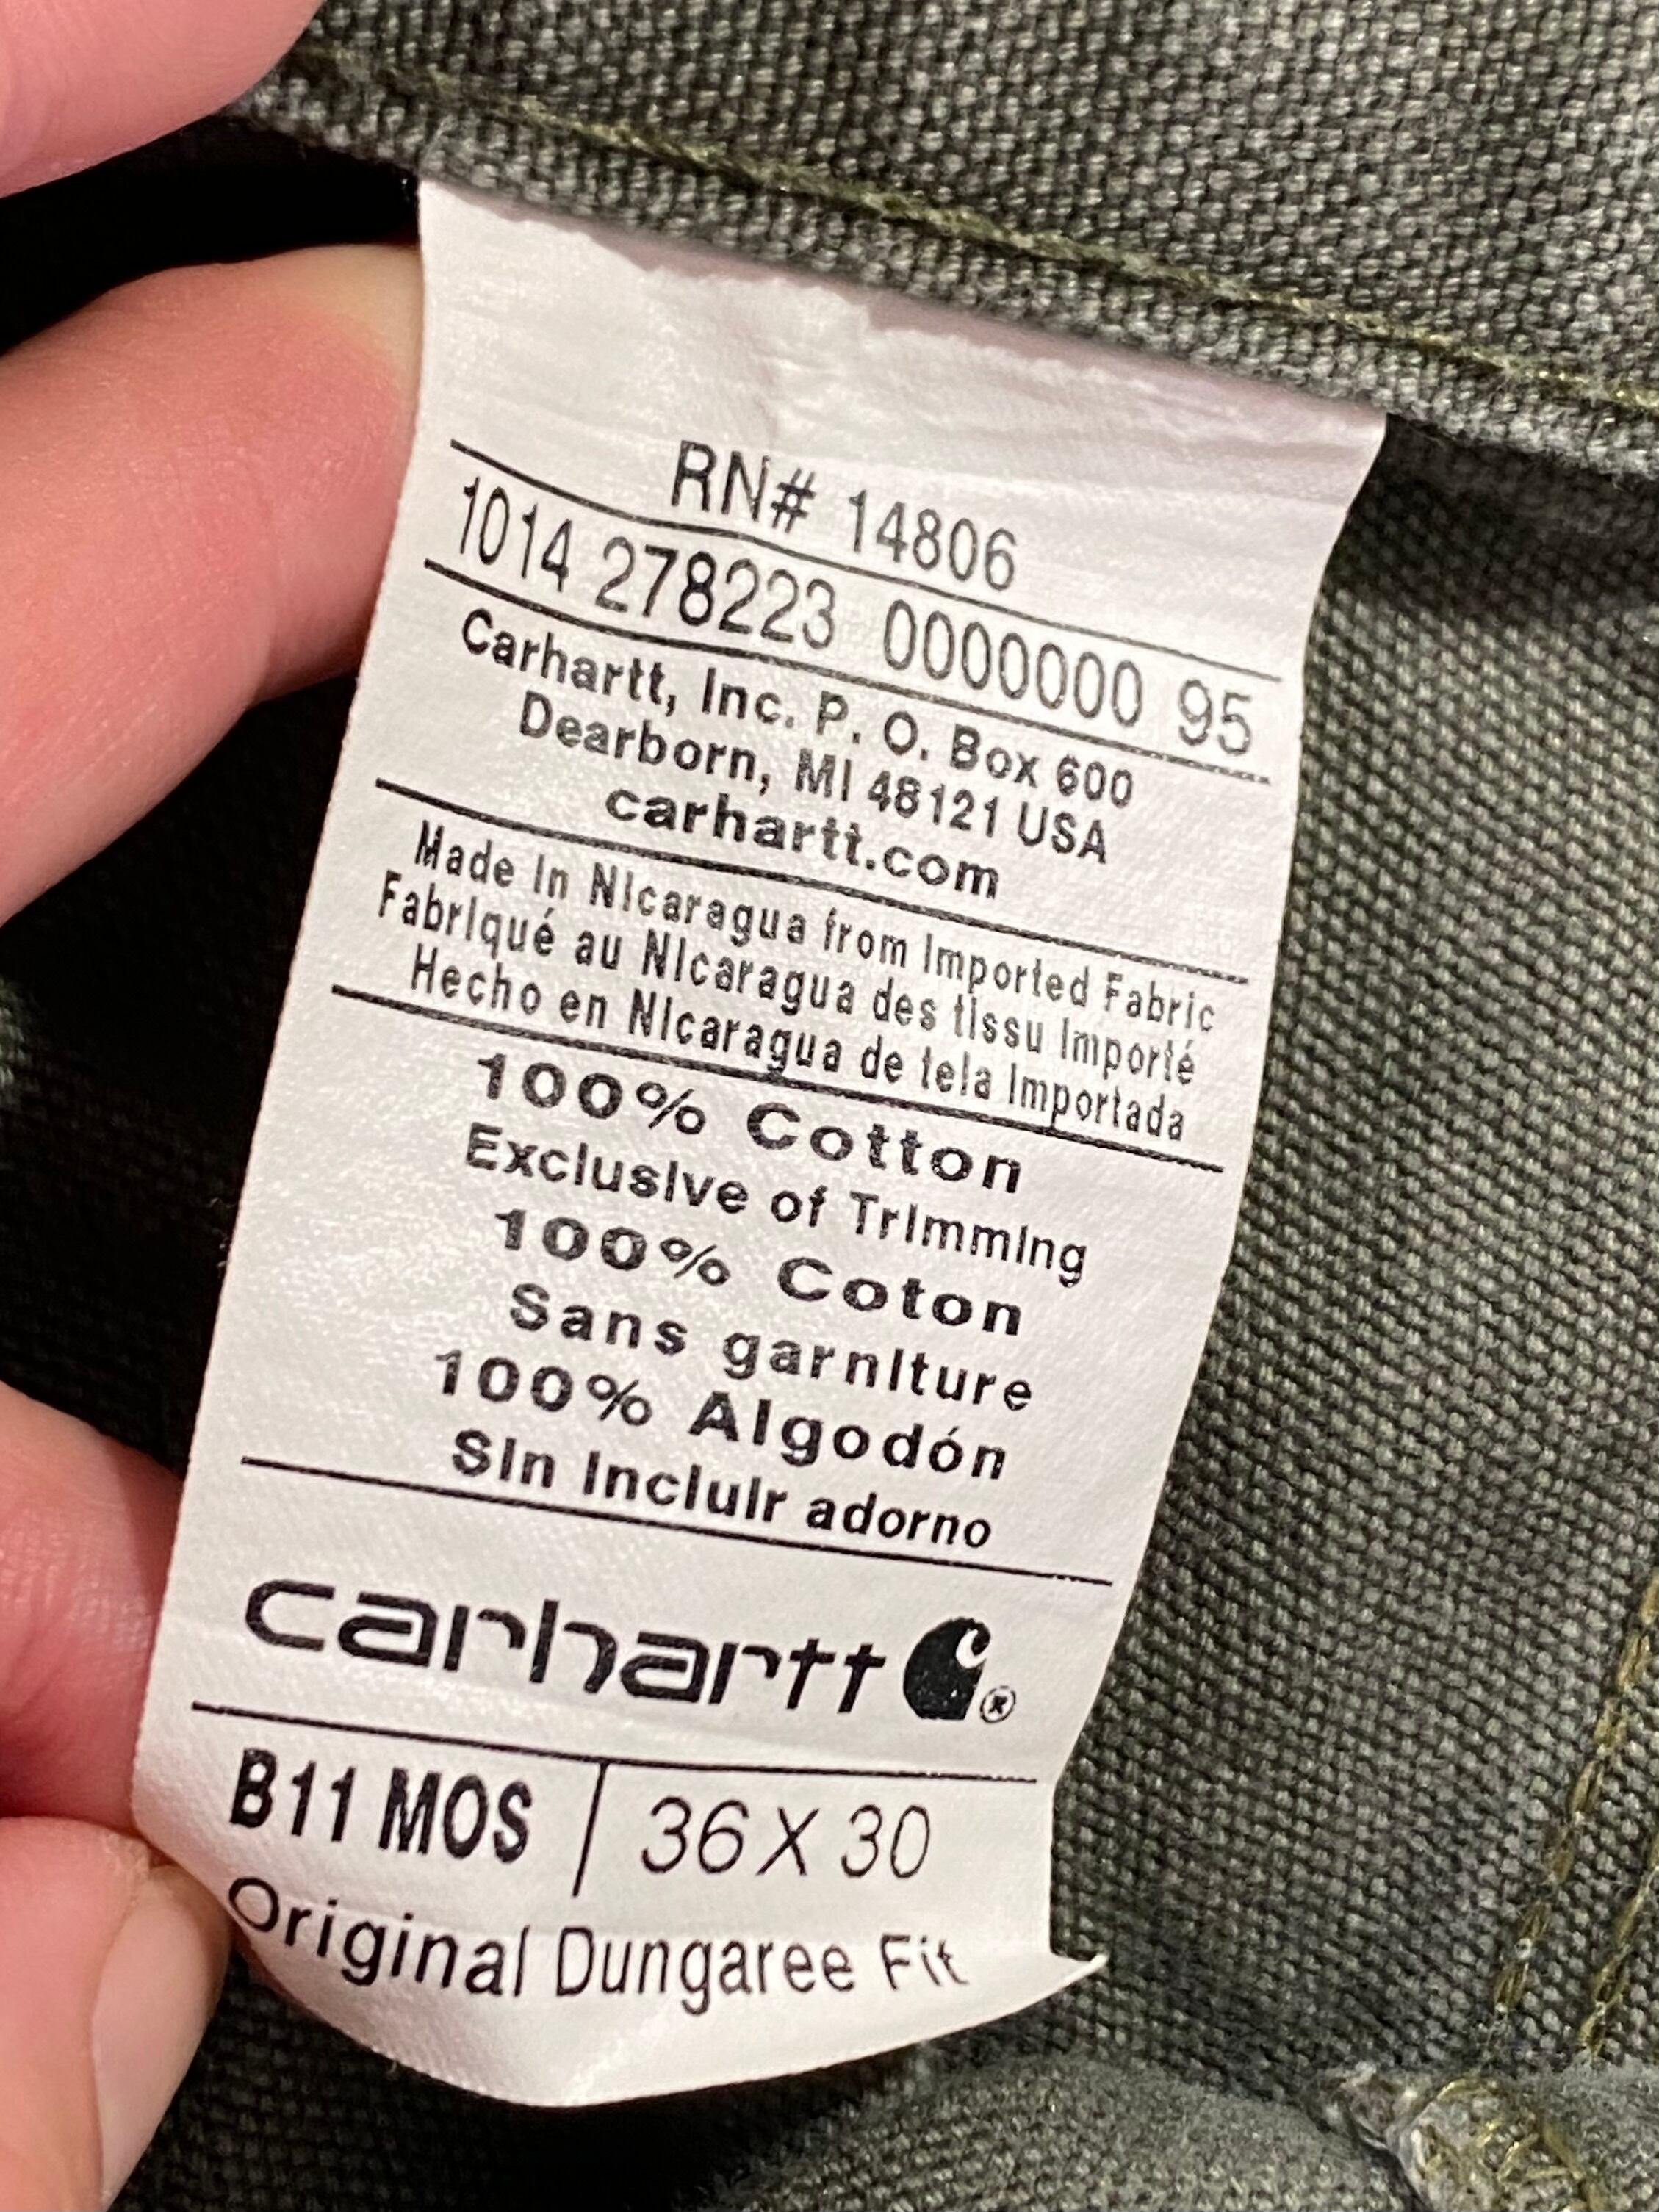 RN# 14806
1014 278223 0000000 95
Carhartt, Inc. P. O. Box 600
Dearborn, MI 48121 USA
carhartt.com
Made in Nicaragua from Imported Fabric
Fabriqué au Nicaragua des tissu importé
Hecho en Nicaragua de tela importada
100% Cotton
Exclusive of Trimming
100% Coton
Sans garniture
100% Algodón
Sin incluir adorno
carhartt ®
B11 MOS | 36 X 30
Original Dungaree Fit